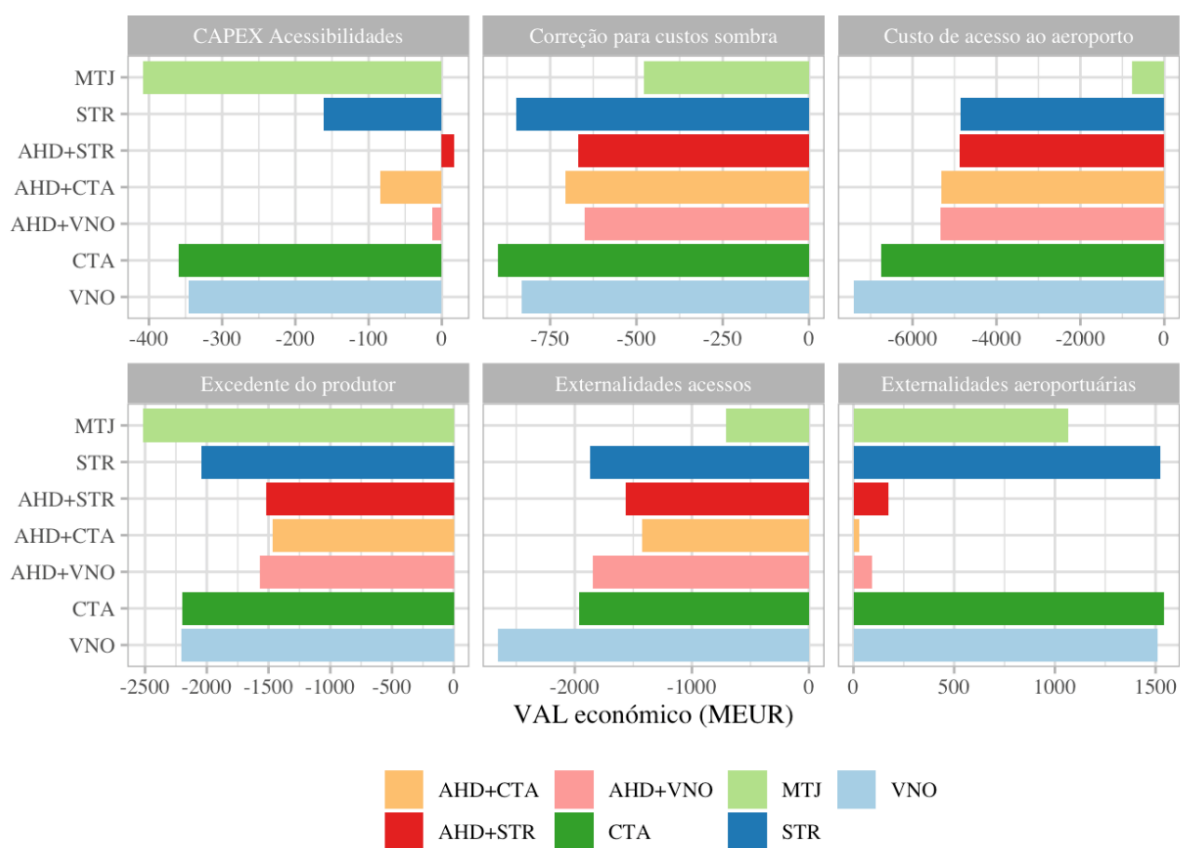 CAPEX Acessibilidades Correção para custos sombra Custo de acesso ao aeroporto
MTJ
STR
AHD+STR
AHD+CTA
AHD+VNO
CTA
VNO
-400 -300 -200 -100 0 -750 -500 -250 0 -6000 -4000 -2000 0
Excedente do produtor Externalidades acessos Externalidades aeroportuárias
MTJ
STR
AHD+STR
AHD+CTA
AHD+VNO
CTA
VNO
-2500 -2000 -1500 -1000 -500 0 -2000 -1000 0 0 500 1000 1500
VAL económico (MEUR)
AHD+CTA AHD+VNO MTJ VNO
AHD+STR CTA STR